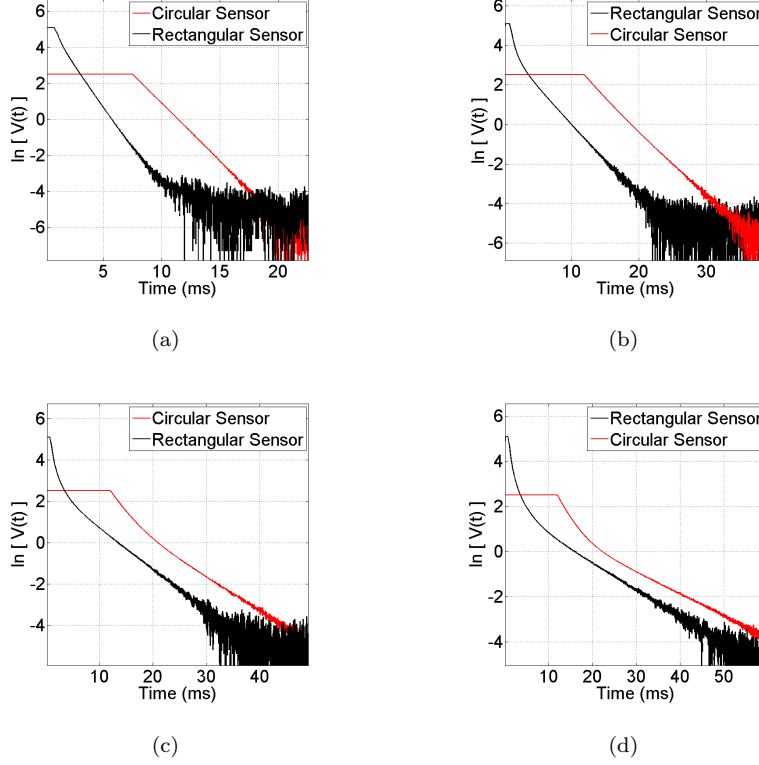 Circular Sensor
Rectangular Sensor
ln [ V(t) ]
4
2
0
-2
-4
-6
5
10
15
20
Time (ms)
(a)
Rectangular Sensor
Circular Sensor
ln [ V(t) ]
4
2
0
-2
-4
-6
10
20
30
Time (ms)
(b)
Circular Sensor
Rectangular Sensor
ln [ V(t) ]
6
4
2
0
-2
-4
10
20
30
40
Time (ms)
(c)
Rectangular Sensor
Circular Sensor
ln [ V(t) ]
6
4
2
0
-2
-4
10
20
30
40
50
Time (ms)
(d)